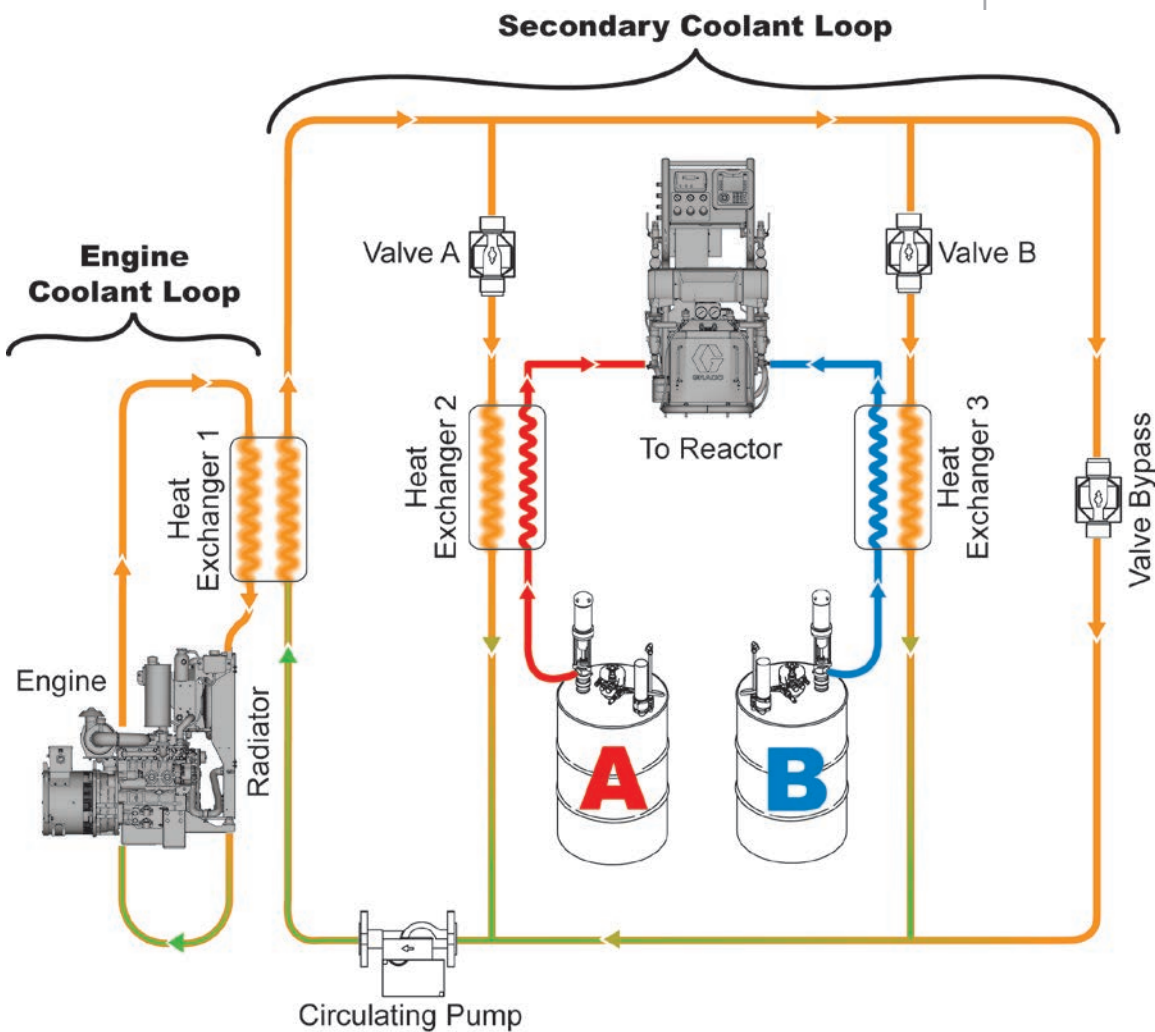 Secondary Coolant Loop
Engine
Coolant Loop
Valve A
Valve B
Heat
Exchanger 1
Heat
Exchanger 2
To Reactor
Heat
Exchanger 3
Valve Bypass
Engine
Radiator
A
B
Circulating Pump
GRACO